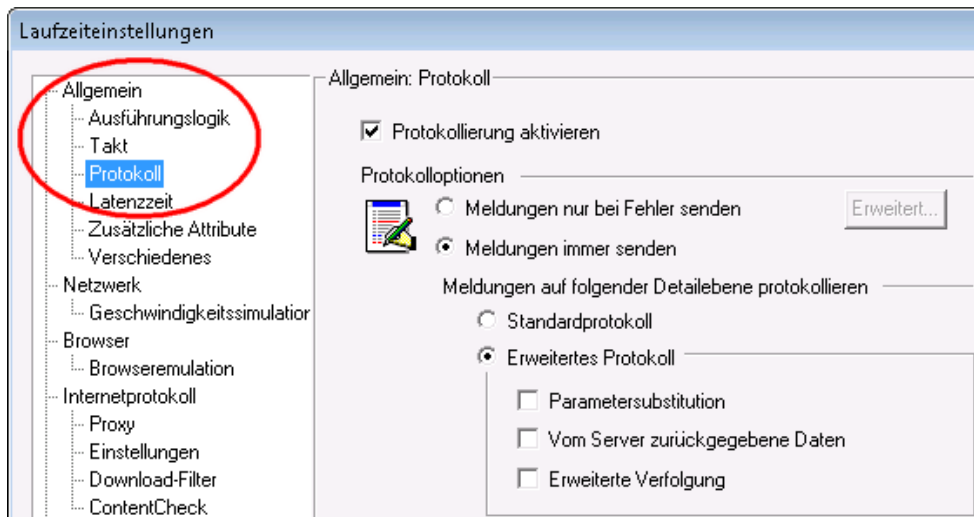 Laufzeiteinstellungen
Allgemein
Ausführungslogik
Takt
Protokoll
Latenzzeit
Zusätzliche Attribute
Verschiedenes
Netzwerk
Geschwindigkeitssimulation
Browser
Browseremulation
Internetprotokoll
Proxy
Einstellungen
Download-Filter
ContentCheck
Allgemein: Protokoll
Protokollierung aktivieren
Protokolloptionen
Meldungen nur bei Fehler senden
Erweitert...
Meldungen immer senden
Meldungen auf folgender Detailebene protokollieren
Standardprotokoll
Erweitertes Protokoll
Parametersubstitution
Vom Server zurückgegebene Daten
Erweiterte Verfolgung